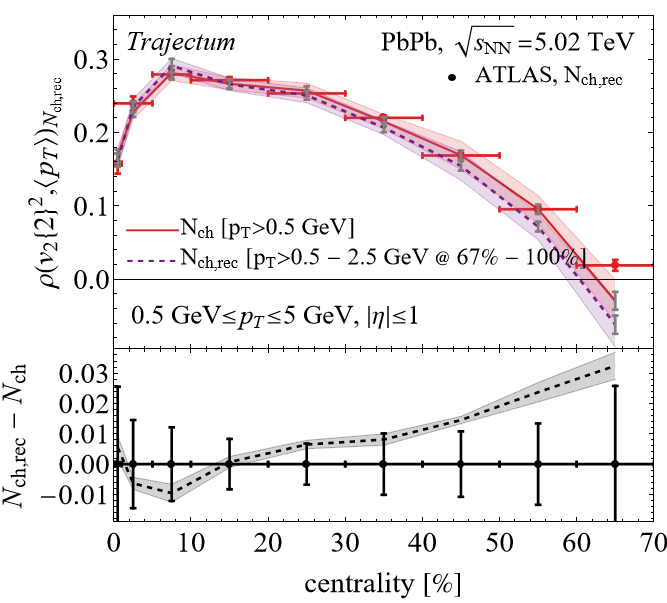 Trajectum
PbPb, √sNN=5.02 TeV
ATLAS, Nch,rec
Nch [pT>0.5 GeV]
Nch,rec [pT>0.5 − 2.5 GeV @ 67% − 100%]
0.5 GeV≤pT≤5 GeV, |η|≤1
ρ(v2{2}²,⟨pT⟩)Nch,rec
0.3
0.2
0.1
0.0
Nch,rec − Nch
0.03
0.02
0.01
0.00
−0.01
0 10 20 30 40 50 60 70
centrality [%]